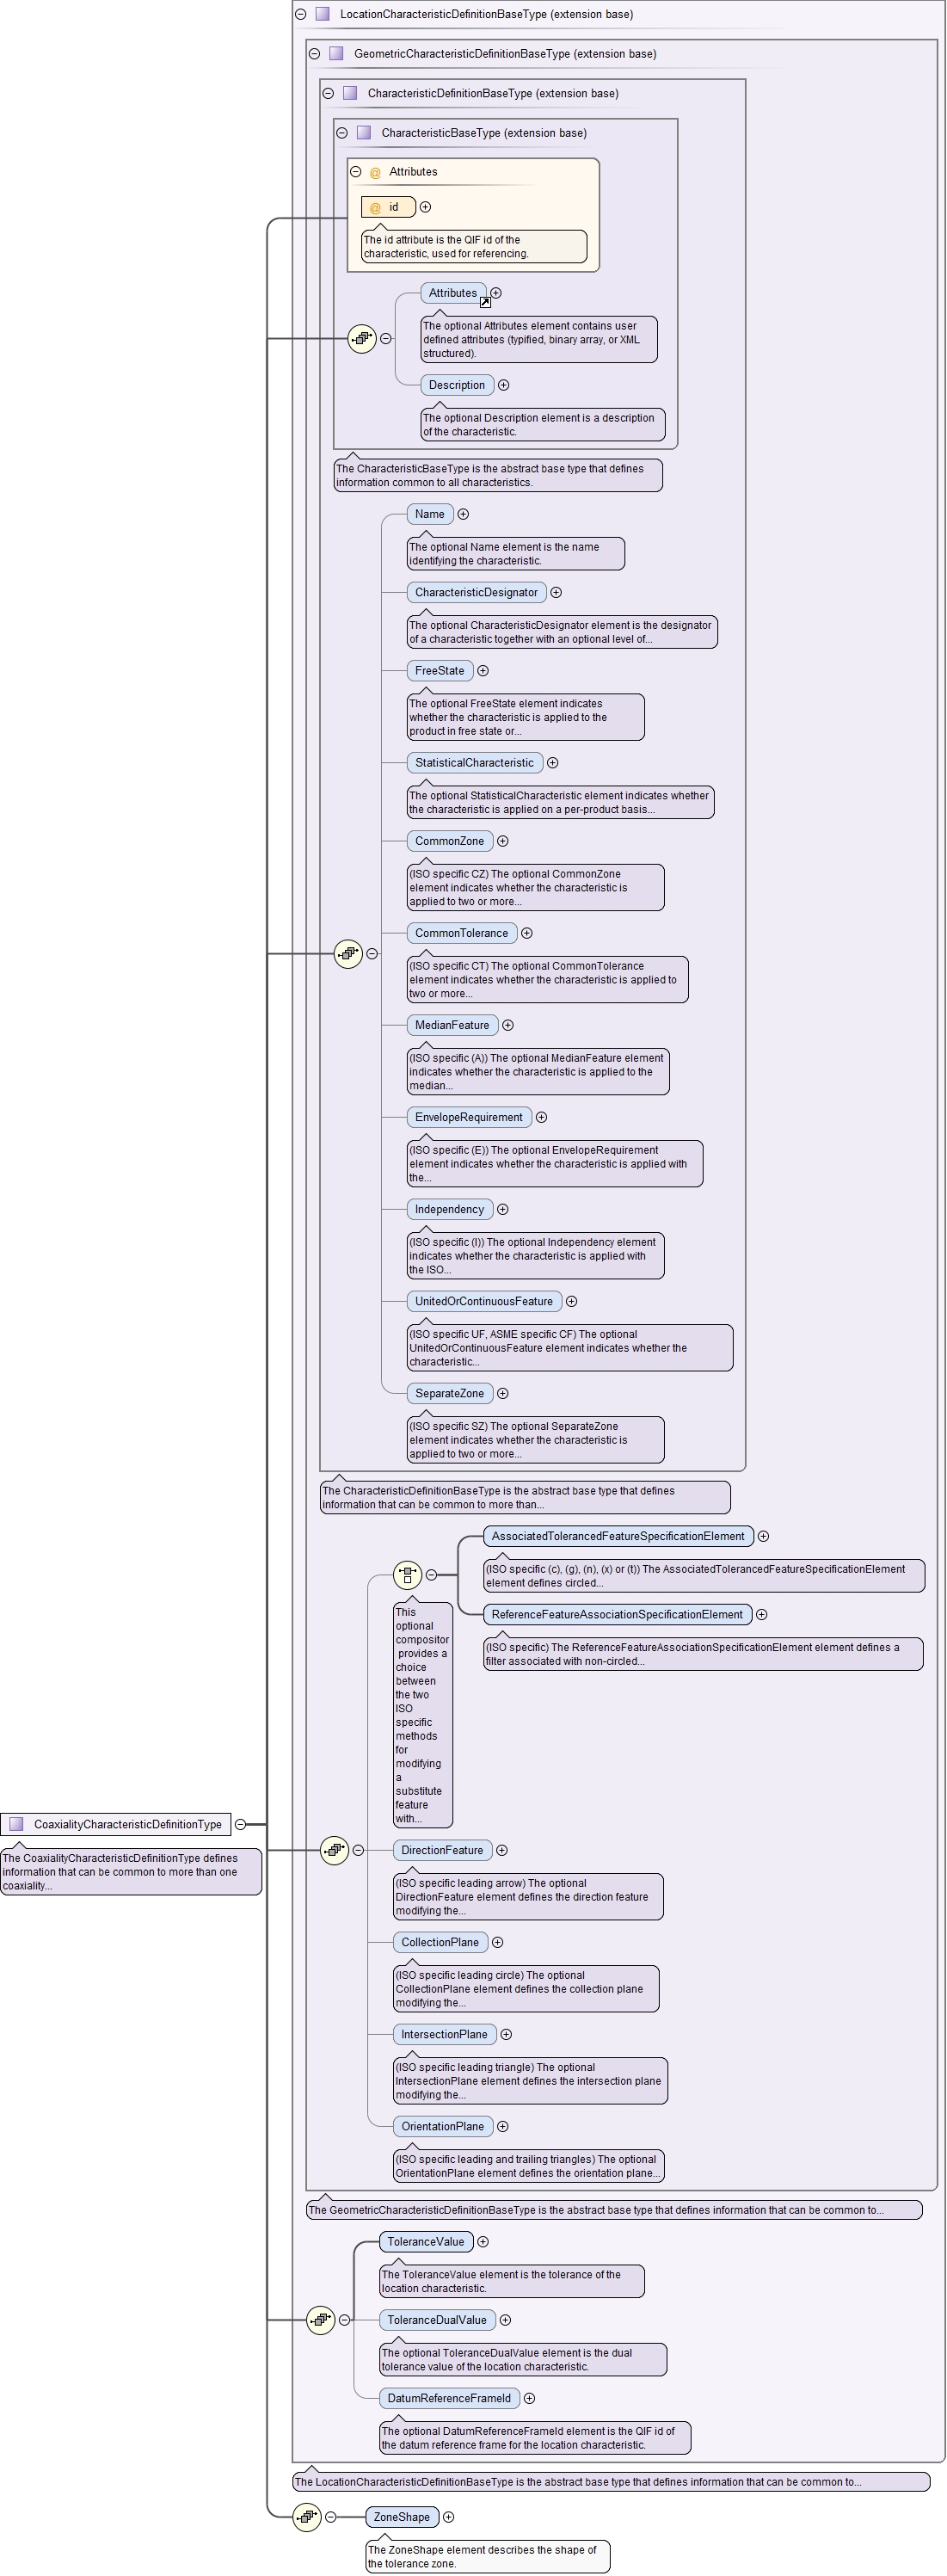 LocationCharacteristicDefinitionBaseType (extension base)
GeometricCharacteristicDefinitionBaseType (extension base)
CharacteristicDefinitionBaseType (extension base)
CharacteristicBaseType (extension base)
@ Attributes
@ id
The id attribute is the QIF id of the
characteristic, used for referencing.
Attributes
The optional Attributes element contains user
defined attributes (typified, binary array, or XML
structured).
Description
The optional Description element is a description
of the characteristic.
The CharacteristicBaseType is the abstract base type that defines
information common to all characteristics.
Name
The optional Name element is the name
identifying the characteristic.
CharacteristicDesignator
The optional CharacteristicDesignator element is the designator
of a characteristic together with an optional level of...
FreeState
The optional FreeState element indicates
whether the characteristic is applied to the
product in free state or...
StatisticalCharacteristic
The optional StatisticalCharacteristic element indicates whether
the characteristic is applied on a per-product basis...
CommonZone
(ISO specific CZ) The optional CommonZone
element indicates whether the characteristic is
applied to two or more...
CommonTolerance
(ISO specific CT) The optional CommonTolerance
element indicates whether the characteristic is applied to
two or more...
MedianFeature
(ISO specific (A)) The optional MedianFeature element
indicates whether the characteristic is applied to the
median...
EnvelopeRequirement
(ISO specific (E)) The optional EnvelopeRequirement
element indicates whether the characteristic is applied with
the...
Independency
(ISO specific (I)) The optional Independency element
indicates whether the characteristic is applied with
the ISO...
UnitedOrContinuousFeature
(ISO specific UF, ASME specific CF) The optional
UnitedOrContinuousFeature element indicates whether the
characteristic...
SeparateZone
(ISO specific SZ) The optional SeparateZone
element indicates whether the characteristic is
applied to two or more...
The CharacteristicDefinitionBaseType is the abstract base type that defines
information that can be common to more than...
AssociatedTolerancedFeatureSpecificationElement
(ISO specific (c), (g), (n), (x) or (t)) The AssociatedTolerancedFeatureSpecificationElement
element defines circled...
ReferenceFeatureAssociationSpecificationElement
(ISO specific) The ReferenceFeatureAssociationSpecificationElement element defines a
filter associated with non-circled...
This
optional
compositor
provides a
choice
between
the two
ISO
specific
methods
for
modifying
a
substitute
feature
with...
CoaxialityCharacteristicDefinitionType
The CoaxialityCharacteristicDefinitionType defines
information that can be common to more than one
coaxiality...
DirectionFeature
(ISO specific leading arrow) The optional
DirectionFeature element defines the direction feature
modifying the...
CollectionPlane
(ISO specific leading circle) The optional
CollectionPlane element defines the collection plane
modifying the...
IntersectionPlane
(ISO specific leading triangle) The optional
IntersectionPlane element defines the intersection plane
modifying the...
OrientationPlane
(ISO specific leading and trailing triangles) The optional
OrientationPlane element defines the orientation plane...
The GeometricCharacteristicDefinitionBaseType is the abstract base type that defines information that can be common to...
ToleranceValue
The ToleranceValue element is the tolerance of the
location characteristic.
ToleranceDualValue
The optional ToleranceDualValue element is the dual
tolerance value of the location characteristic.
DatumReferenceFrameId
The optional DatumReferenceFrameId element is the QIF id of
the datum reference frame for the location characteristic.
The LocationCharacteristicDefinitionBaseType is the abstract base type that defines information that can be common to...
ZoneShape
The ZoneShape element describes the shape of
the tolerance zone.